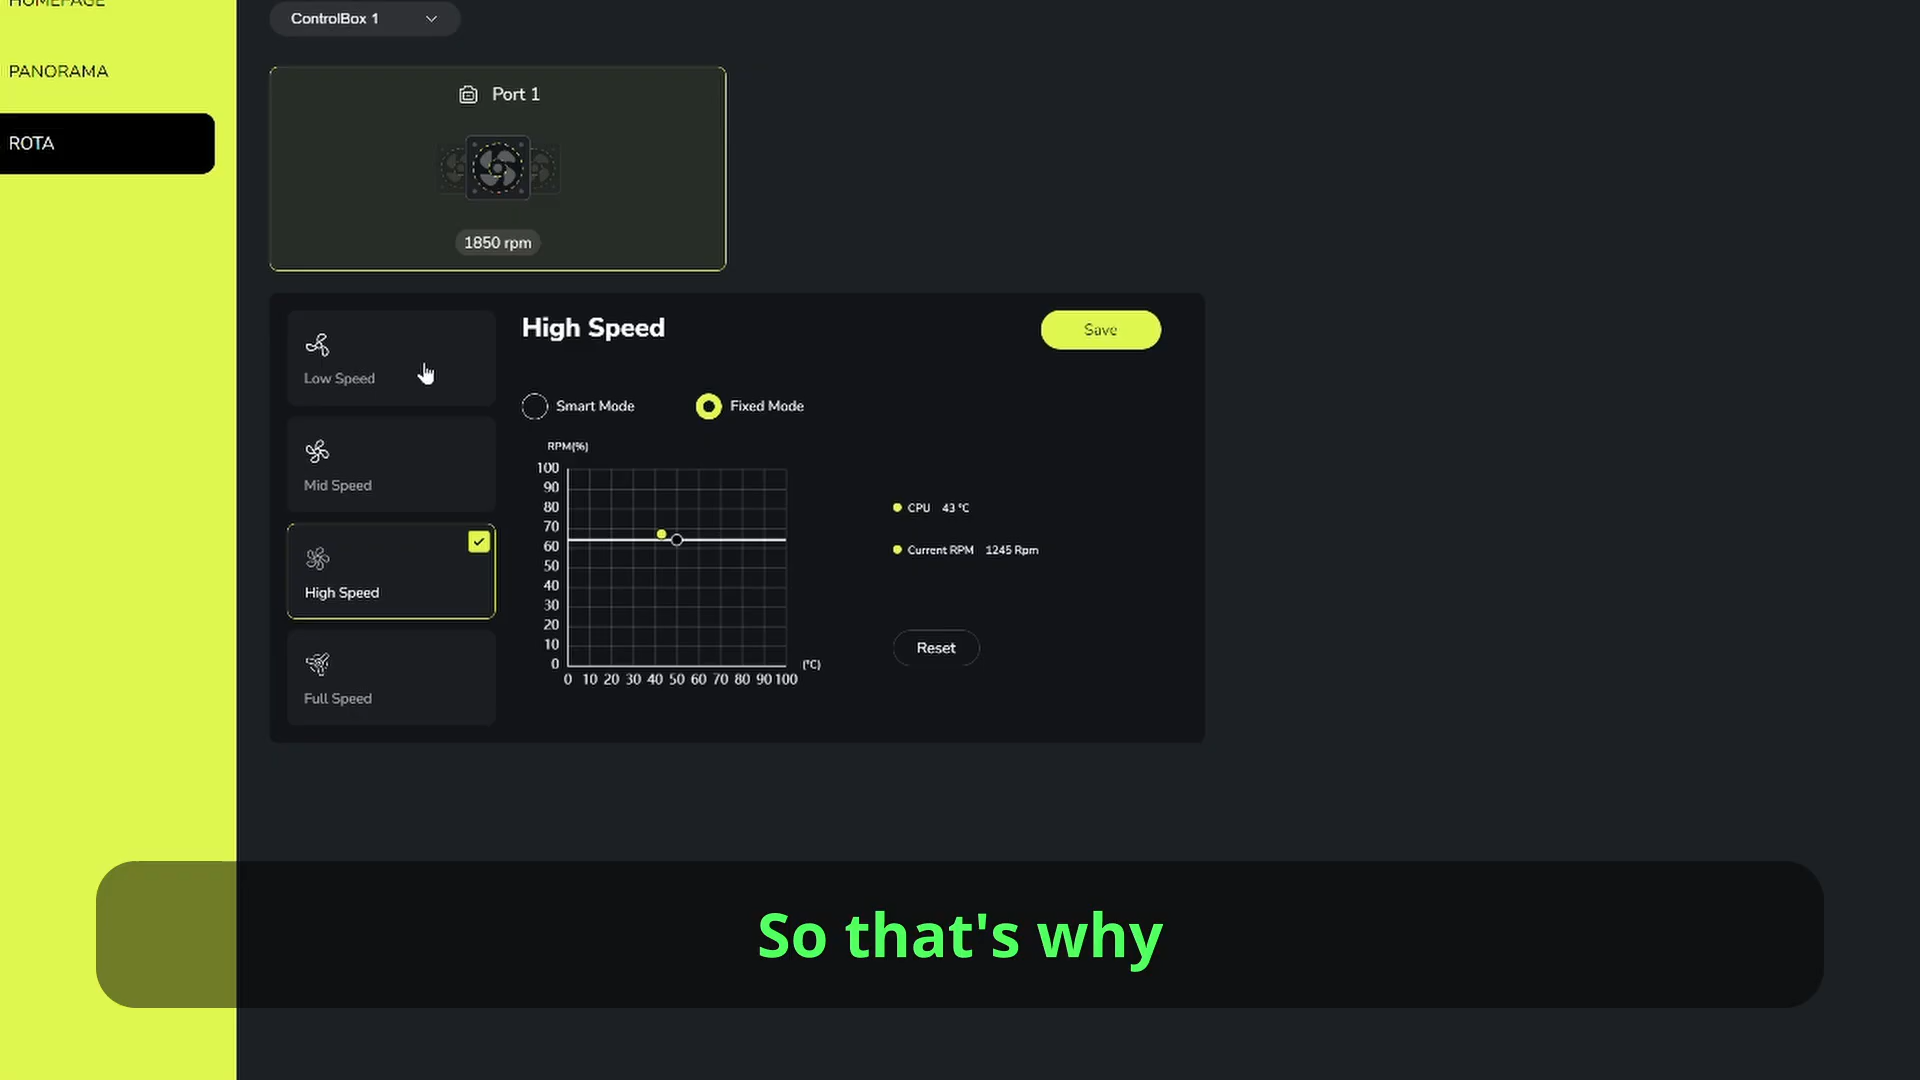 HOMEPAGE
PANORAMA
ROTA
ControlBox 1
Port 1
1850 rpm
Low Speed
Mid Speed
High Speed
Full Speed
High Speed
Save
Smart Mode
Fixed Mode
RPM(%)
100
90
80
70
60
50
40
30
20
10
0
0 10 20 30 40 50 60 70 80 90 100
(°C)
CPU 43 °C
Current RPM 1245 Rpm
Reset
So that's why